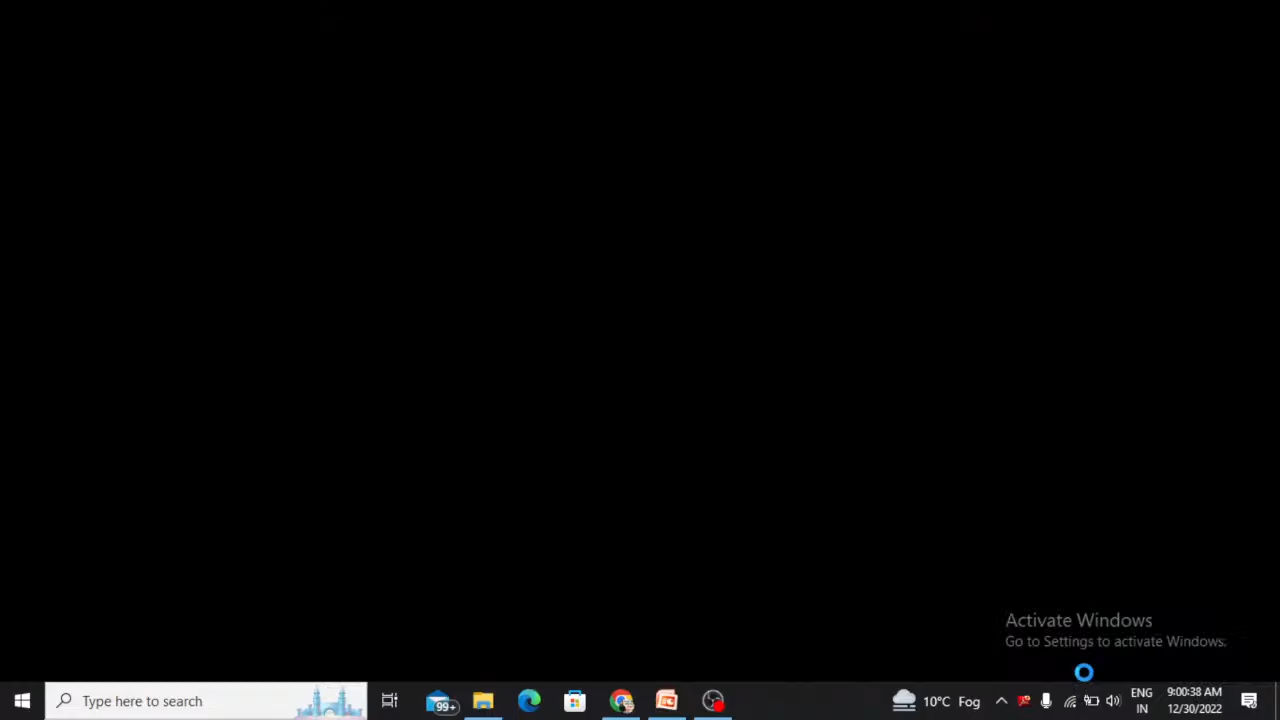 Activate Windows
Go to Settings to activate Windows.
Type here to search
99+
10°C Fog
ENG
IN
9:00:38 AM
12/30/2022